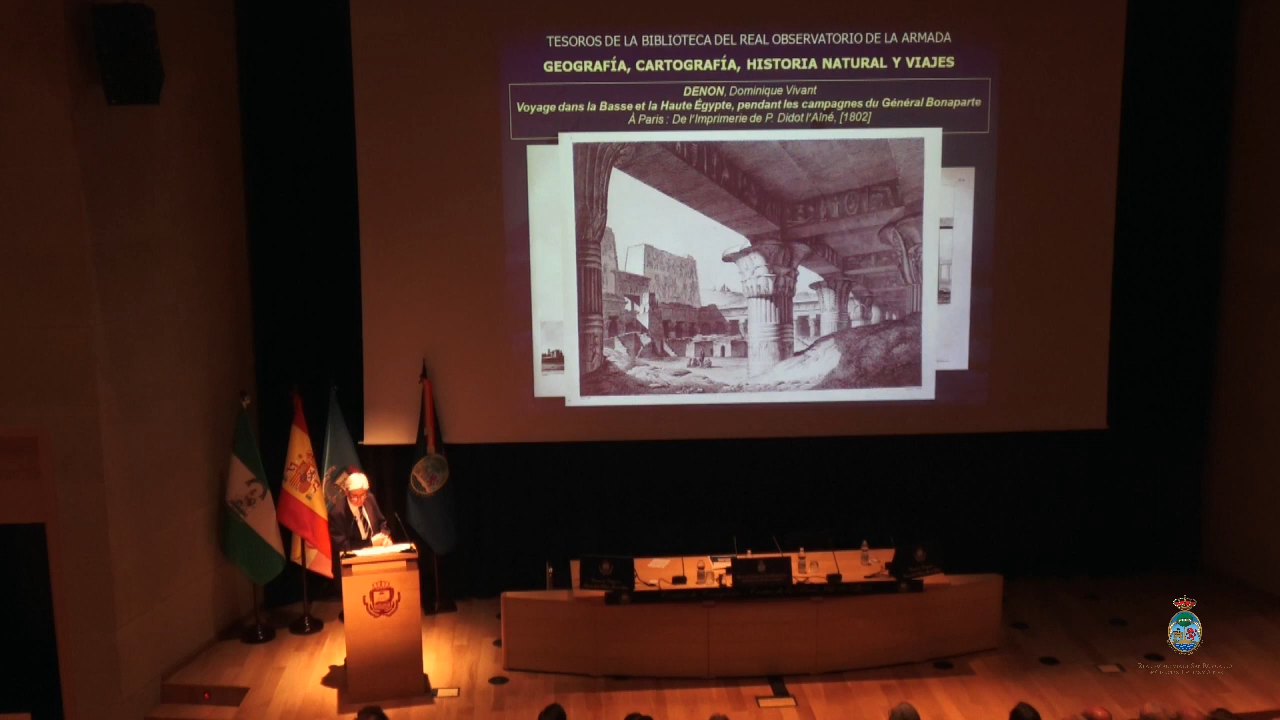 TESOROS DE LA BIBLIOTECA DEL REAL OBSERVATORIO DE LA ARMADA
GEOGRAFÍA, CARTOGRAFÍA, HISTORIA NATURAL Y VIAJES
DENON, Dominique Vivant
Voyage dans la Basse et la Haute Égypte, pendant les campagnes du Général Bonaparte
À Paris : De l'Imprimerie de P. Didot l'Aîné, [1802]